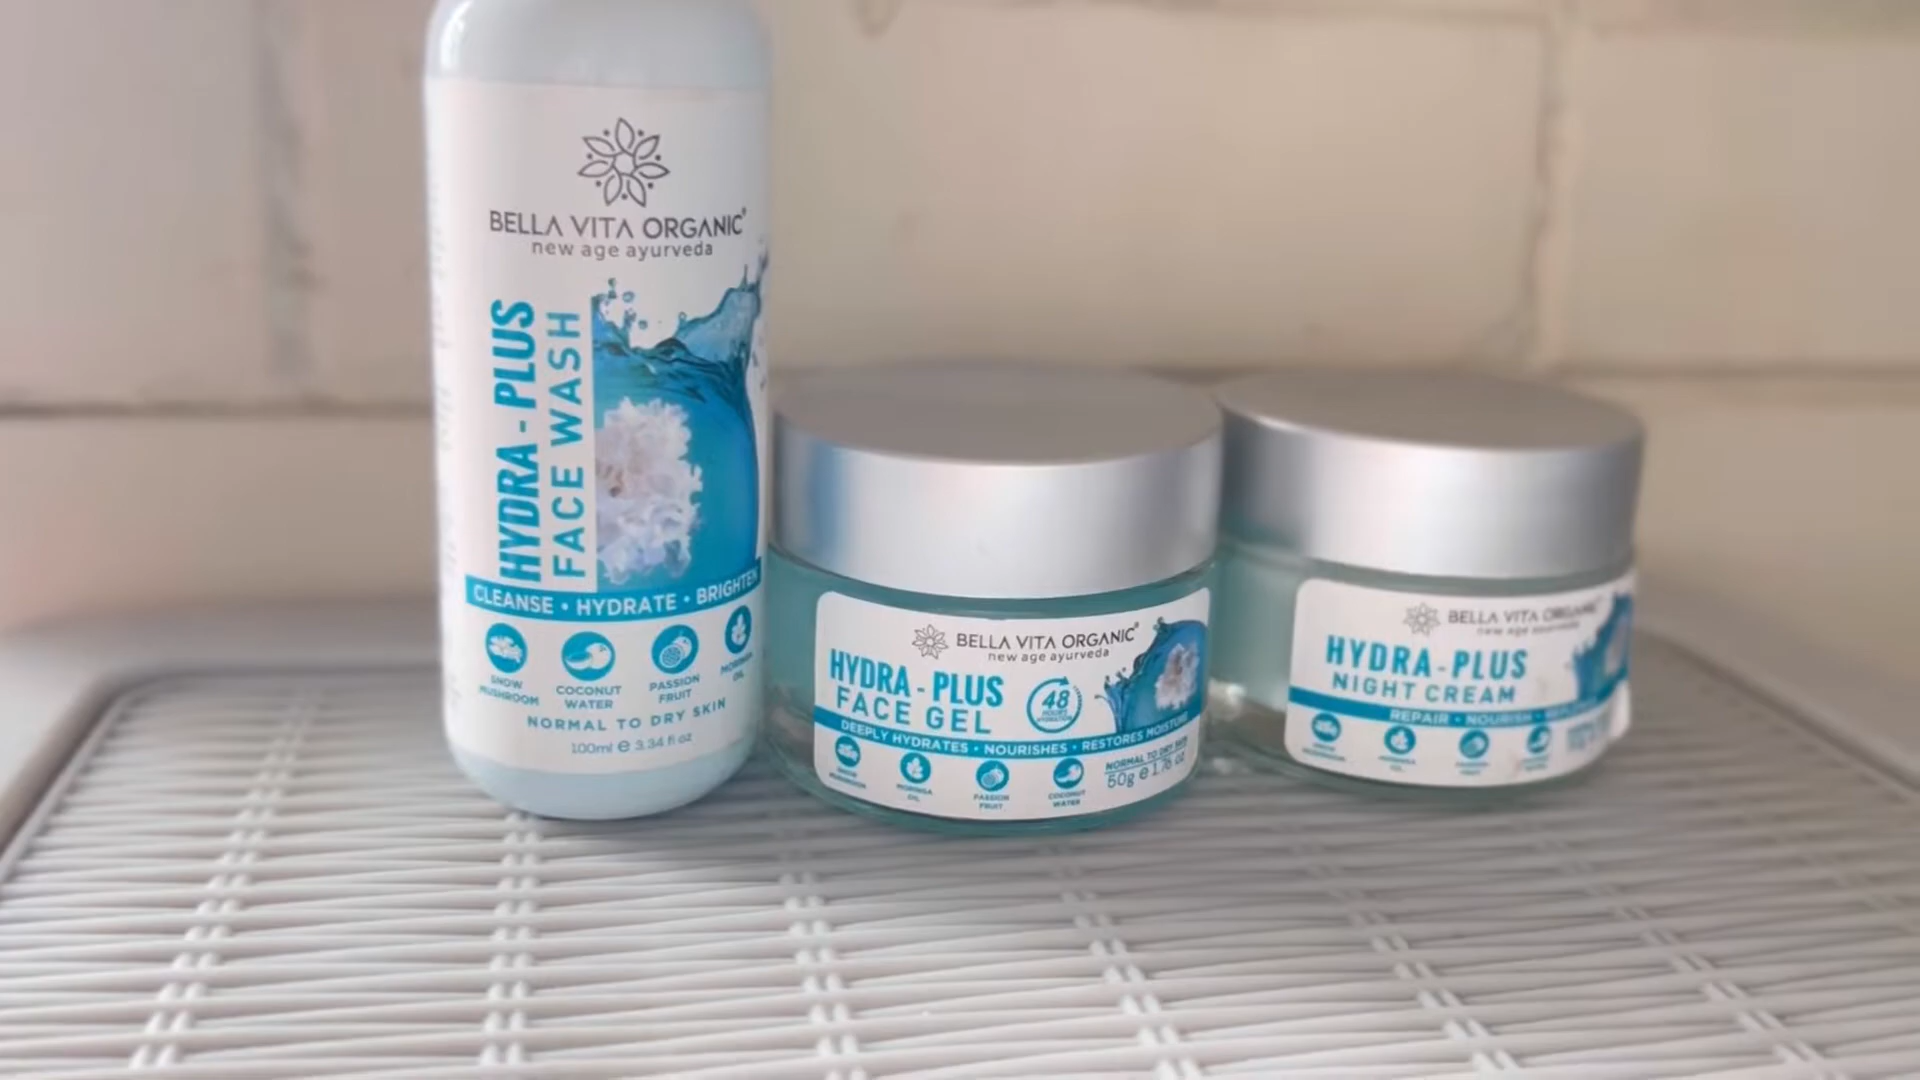 BELLA VITA ORGANIC®
new age ayurveda
HYDRA - PLUS
FACE WASH
CLEANSE • HYDRATE • BRIGHTEN
SNOW MUSHROOM
COCONUT WATER
PASSION FRUIT
MORINGA OIL
NORMAL TO DRY SKIN
100ml e 3.34 fl oz
BELLA VITA ORGANIC®
new age ayurveda
HYDRA - PLUS
FACE GEL
48 HOURS HYDRATION
DEEPLY HYDRATES • NOURISHES • RESTORES MOISTURE
SNOW MUSHROOM
MORINGA OIL
PASSION FRUIT
COCONUT WATER
NORMAL TO DRY SKIN
50g e 1.76 oz
BELLA VITA ORGANIC
new age ayurveda
HYDRA - PLUS
NIGHT CREAM
REPAIR • NOURISH •